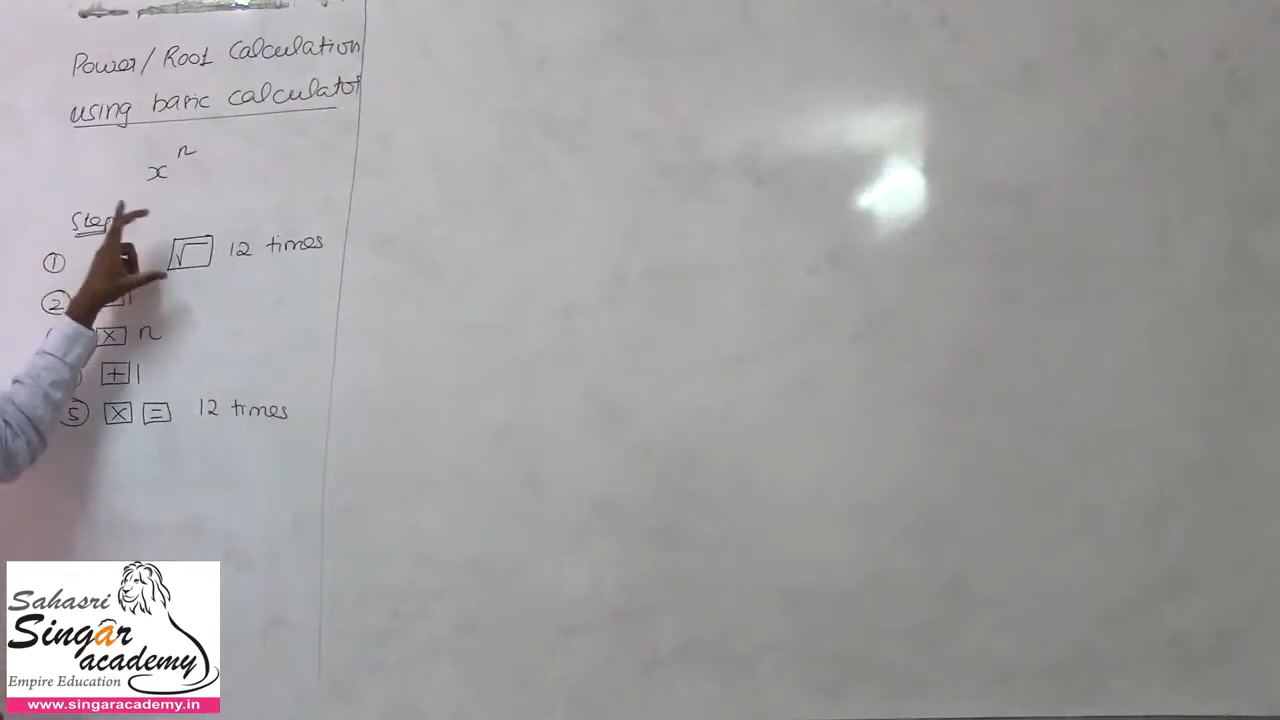 Power/Root Calculation
using basic calculator
x^n
Step
① √ 12 times
② 1
x n
+ 1
⑤ x = 12 times
Sahasri
Singâr
academy
Empire Education
www.singaracademy.in